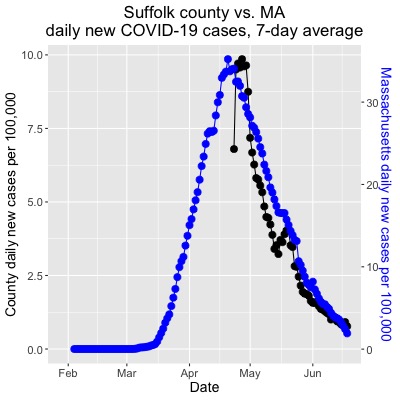 Suffolk county vs. MA
daily new COVID-19 cases, 7-day average
County daily new cases per 100,000
10.0
7.5
5.0
2.5
0.0
30
20
10
0
Massachusetts daily new cases per 100,000
Feb Mar Apr May Jun
Date